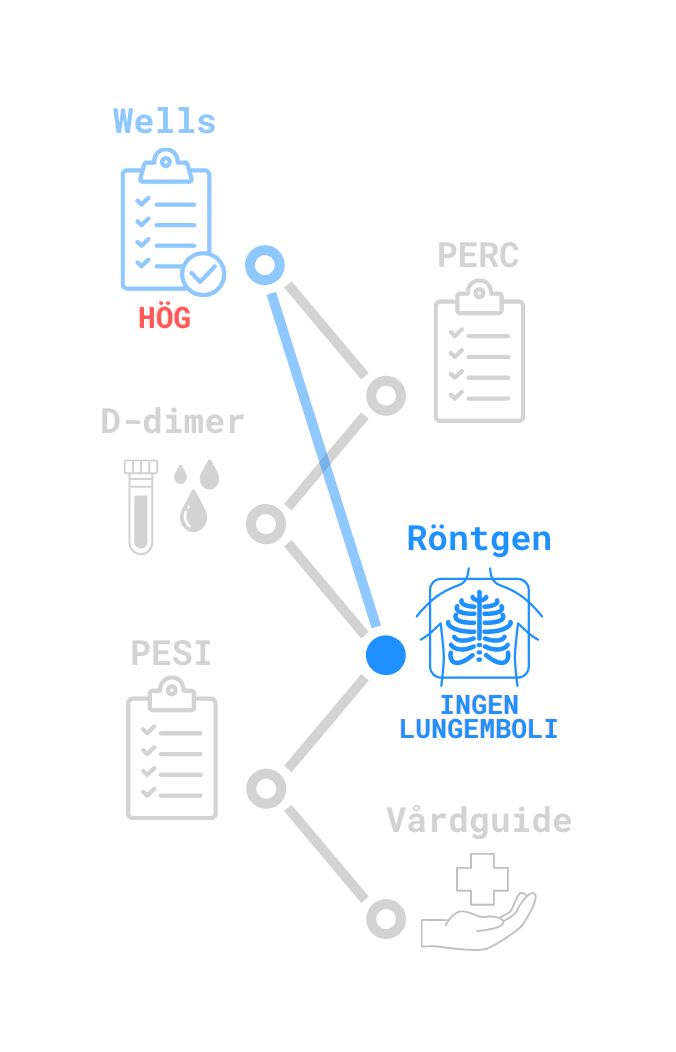 Wells
HÖG
PERC
D-dimer
Röntgen
INGEN
LUNGEMBOLI
PESI
Vårdguide